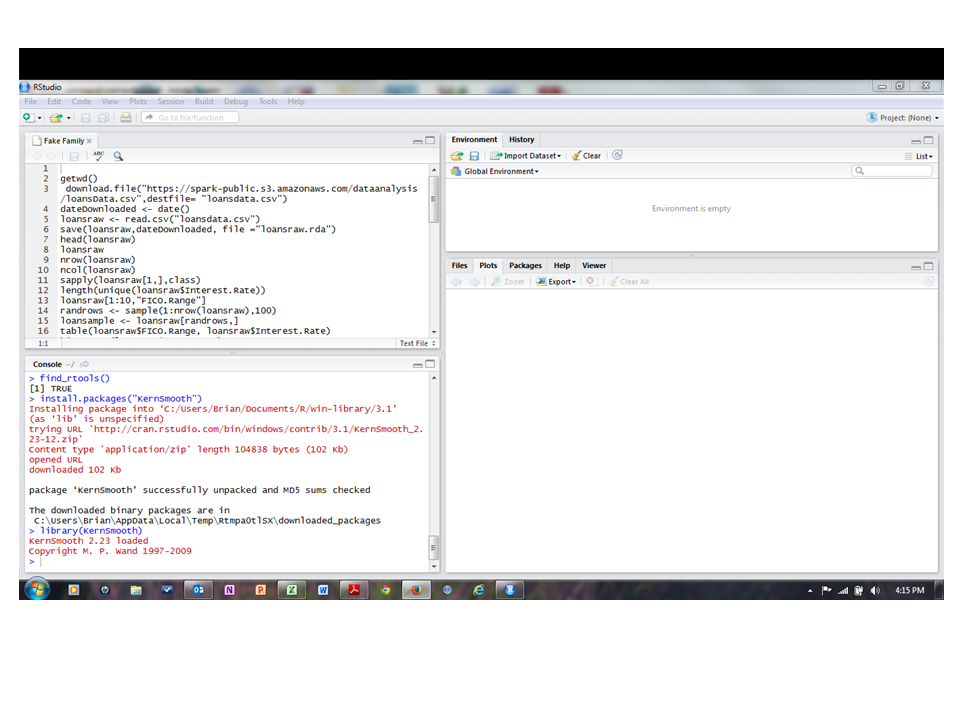 RStudio
File Edit Code View Plots Session Build Debug Tools Help
Go to file/function
Project: (None)
Fake Family
ABC
1
2 getwd()
3 download.file("https://spark-public.s3.amazonaws.com/dataanalysis
/loansData.csv",destfile= "loansdata.csv")
4 dateDownloaded <- date()
5 loansraw <- read.csv("loansdata.csv")
6 save(loansraw,dateDownloaded, file ="loansraw.rda")
7 head(loansraw)
8 loansraw
9 nrow(loansraw)
10 ncol(loansraw)
11 sapply(loansraw[1,],class)
12 length(unique(loansraw$Interest.Rate))
13 loansraw[1:10,"FICO.Range"]
14 randrows <- sample(1:nrow(loansraw),100)
15 loansample <- loansraw[randrows,]
16 table(loansraw$FICO.Range, loansraw$Interest.Rate)
1:1
Text File
Console ~/
> find_rtools()
[1] TRUE
> install.packages("KernSmooth")
Installing package into ‘C:/Users/Brian/Documents/R/win-library/3.1’
(as ‘lib’ is unspecified)
trying URL 'http://cran.rstudio.com/bin/windows/contrib/3.1/KernSmooth_2.
23-12.zip'
Content type 'application/zip' length 104838 bytes (102 Kb)
opened URL
downloaded 102 Kb
package ‘KernSmooth’ successfully unpacked and MD5 sums checked
The downloaded binary packages are in
C:\Users\Brian\AppData\Local\Temp\Rtmpa0tlSX\downloaded_packages
> library(KernSmooth)
KernSmooth 2.23 loaded
Copyright M. P. Wand 1997-2009
>
Environment History
Import Dataset Clear
List
Global Environment
Environment is empty
Files Plots Packages Help Viewer
Zoom Export Clear All
4:15 PM